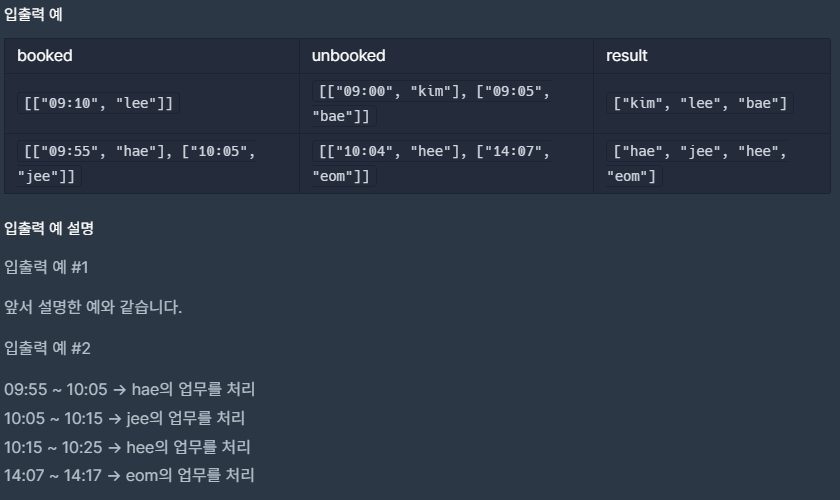 입출력 예
booked unbooked result
[["09:10", "lee"]] [["09:00", "kim"], ["09:05", "bae"]] ["kim", "lee", "bae"]
[["09:55", "hae"], ["10:05", "jee"]] [["10:04", "hee"], ["14:07", "eom"]] ["hae", "jee", "hee", "eom"]
입출력 예 설명
입출력 예 #1
앞서 설명한 예와 같습니다.
입출력 예 #2
09:55 ~ 10:05 → hae의 업무를 처리
10:05 ~ 10:15 → jee의 업무를 처리
10:15 ~ 10:25 → hee의 업무를 처리
14:07 ~ 14:17 → eom의 업무를 처리